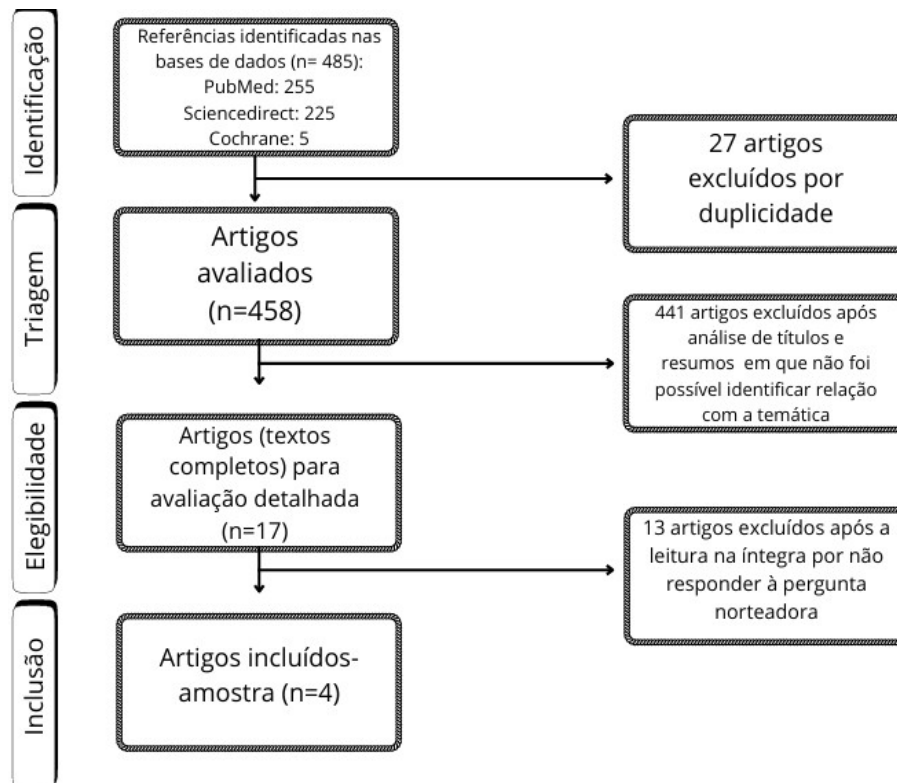 Identificação
Referências identificadas nas
bases de dados (n= 485):
PubMed: 255
Sciencedirect: 225
Cochrane: 5
27 artigos
excluídos por
duplicidade
Triagem
Artigos
avaliados
(n=458)
441 artigos excluídos após
análise de títulos e
resumos em que não foi
possível identificar relação
com a temática
Elegibilidade
Artigos (textos
completos) para
avaliação detalhada
(n=17)
13 artigos excluídos após a
leitura na íntegra por não
responder à pergunta
norteadora
Inclusão
Artigos incluídos-
amostra (n=4)